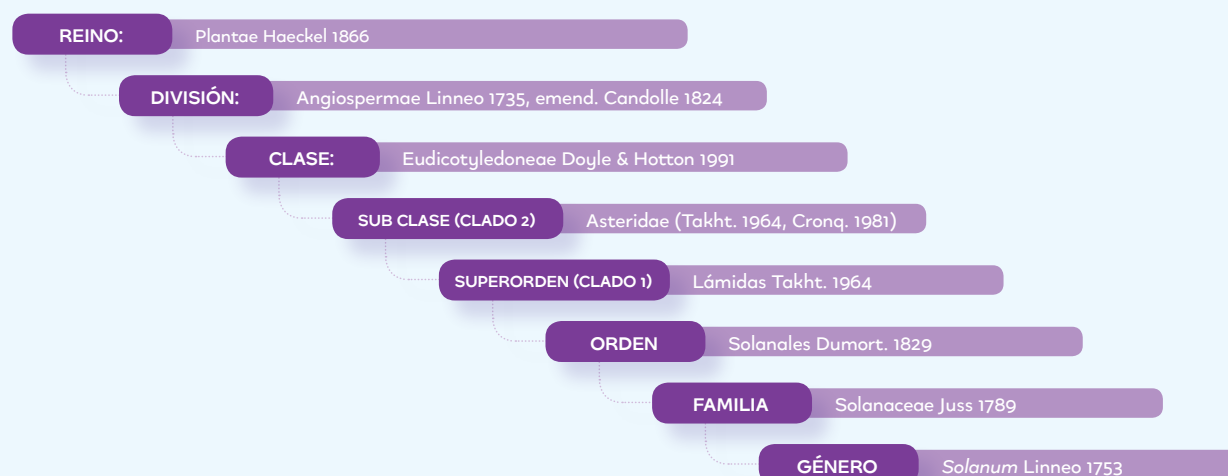 REINO: Plantae Haeckel 1866
DIVISIÓN: Angiospermae Linneo 1735, emend. Candolle 1824
CLASE: Eudicotyledoneae Doyle & Hotton 1991
SUB CLASE (CLADO 2) Asteridae (Takht. 1964, Cronq. 1981)
SUPERORDEN (CLADO 1) Lámidas Takht. 1964
ORDEN Solanales Dumort. 1829
FAMILIA Solanaceae Juss 1789
GÉNERO Solanum Linneo 1753